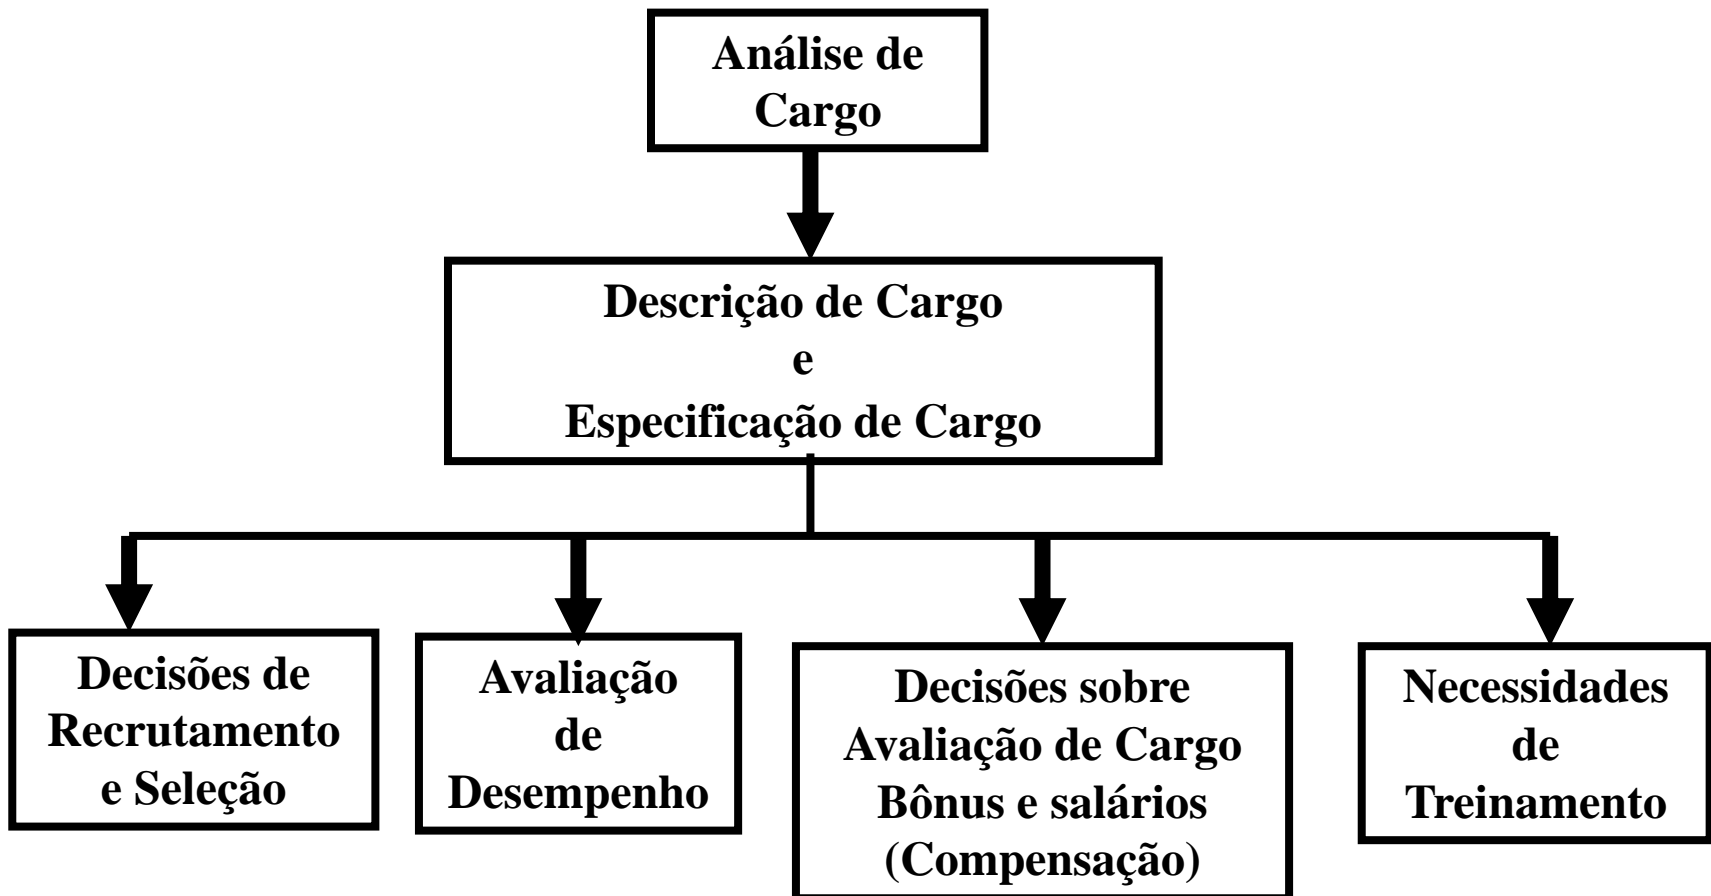 Análise de
Cargo
Descrição de Cargo
e
Especificação de Cargo
Decisões de
Recrutamento
e Seleção
Avaliação
de
Desempenho
Decisões sobre
Avaliação de Cargo
Bônus e salários
(Compensação)
Necessidades
de
Treinamento